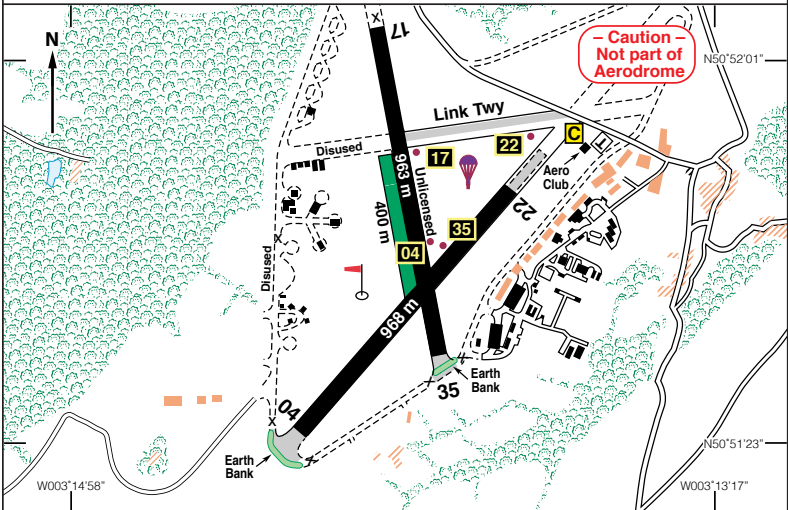 17
N
– Caution –
Not part of
Aerodrome
N50°52'01"
Link Twy
C
T
Disused
17
22
Aero
Club
963 m
Unlicensed
400 m
22
35
04
Disused
968 m
Earth
Bank
35
04
Earth
Bank
N50°51'23"
W003°14'58"
W003°13'17"
X
X
X